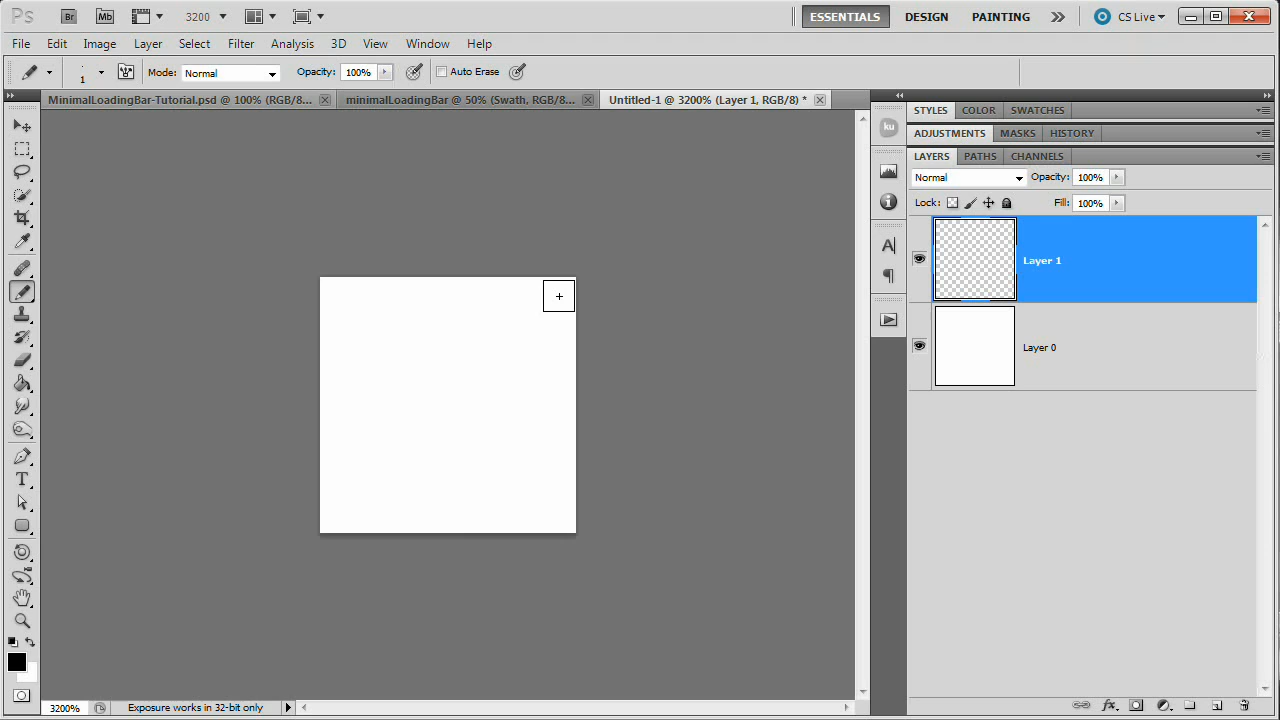 Ps Br Mb 3200 ESSENTIALS DESIGN PAINTING CS Live
File Edit Image Layer Select Filter Analysis 3D View Window Help
1 Mode: Normal Opacity: 100% Auto Erase
MinimalLoadingBar-Tutorial.psd @ 100% (RGB/8... minimalLoadingBar @ 50% (Swath, RGB/8... Untitled-1 @ 3200% (Layer 1, RGB/8) *
STYLES COLOR SWATCHES
ku
ADJUSTMENTS MASKS HISTORY
LAYERS PATHS CHANNELS
Normal Opacity: 100%
Lock: Fill: 100%
Layer 1
Layer 0
3200% Exposure works in 32-bit only